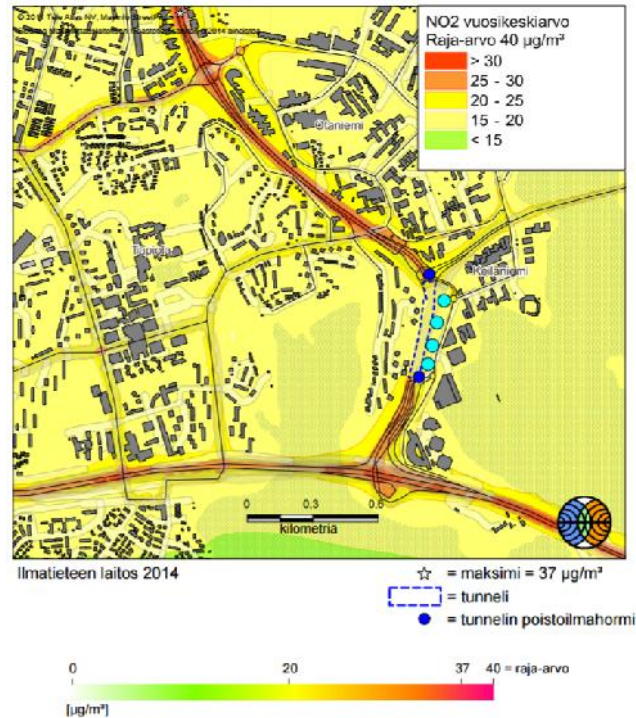 NO2 vuosikeskiarvo
Raja-arvo 40 µg/m³
> 30
25 - 30
20 - 25
15 - 20
< 15
Otaniemi
Tapiola
Keilaniemi
0 0,3 0,6
kilometriä
Ilmatieteen laitos 2014
= maksimi = 37 µg/m³
= tunneli
= tunnelin poistoilmahormi
0 20 37 40 = raja-arvo
[µg/m³]